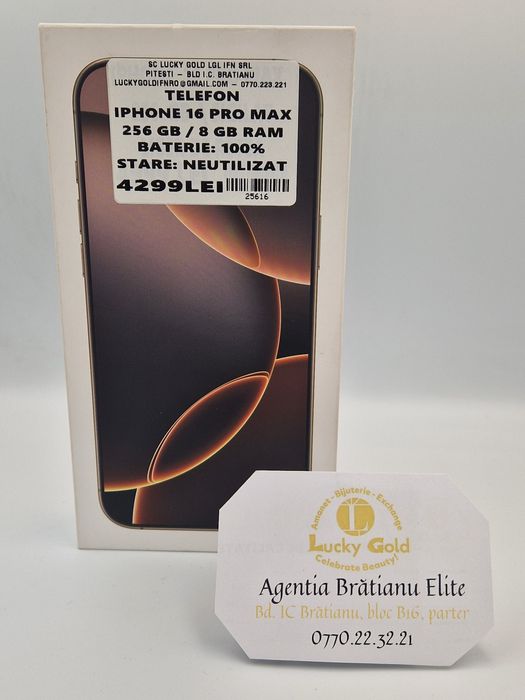 SC LUCKY GOLD LGL IFN SRL
PITESTI – BLD I.C. BRATIANU
LUCKYGOLDIFNRO@GMAIL.COM – 0770.223.221
TELEFON
IPHONE 16 PRO MAX
256 GB / 8 GB RAM
BATERIE: 100%
STARE: NEUTILIZAT
4299LEI
25616
Amanet - Bijuterie - Exchange
L
Lucky Gold
Celebrate Beauty!
Agentia Brătianu Elite
Bd. IC Brătianu, bloc B16, parter
0770.22.32.21